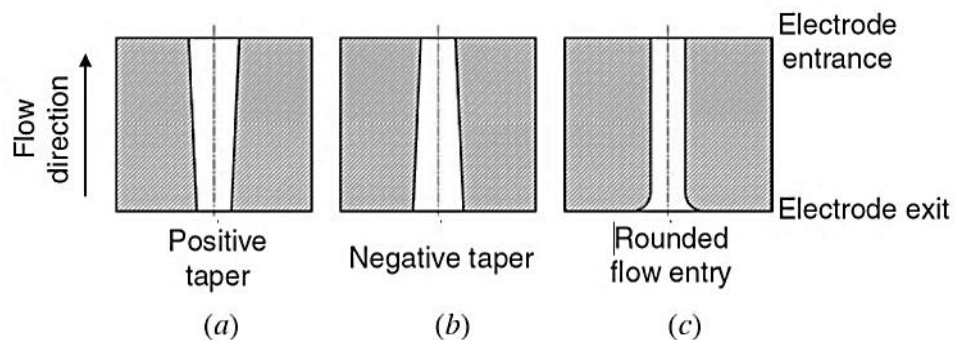 Flow
direction
Electrode
entrance
Electrode exit
Positive
taper
Negative taper
Rounded
flow entry
(a)
(b)
(c)